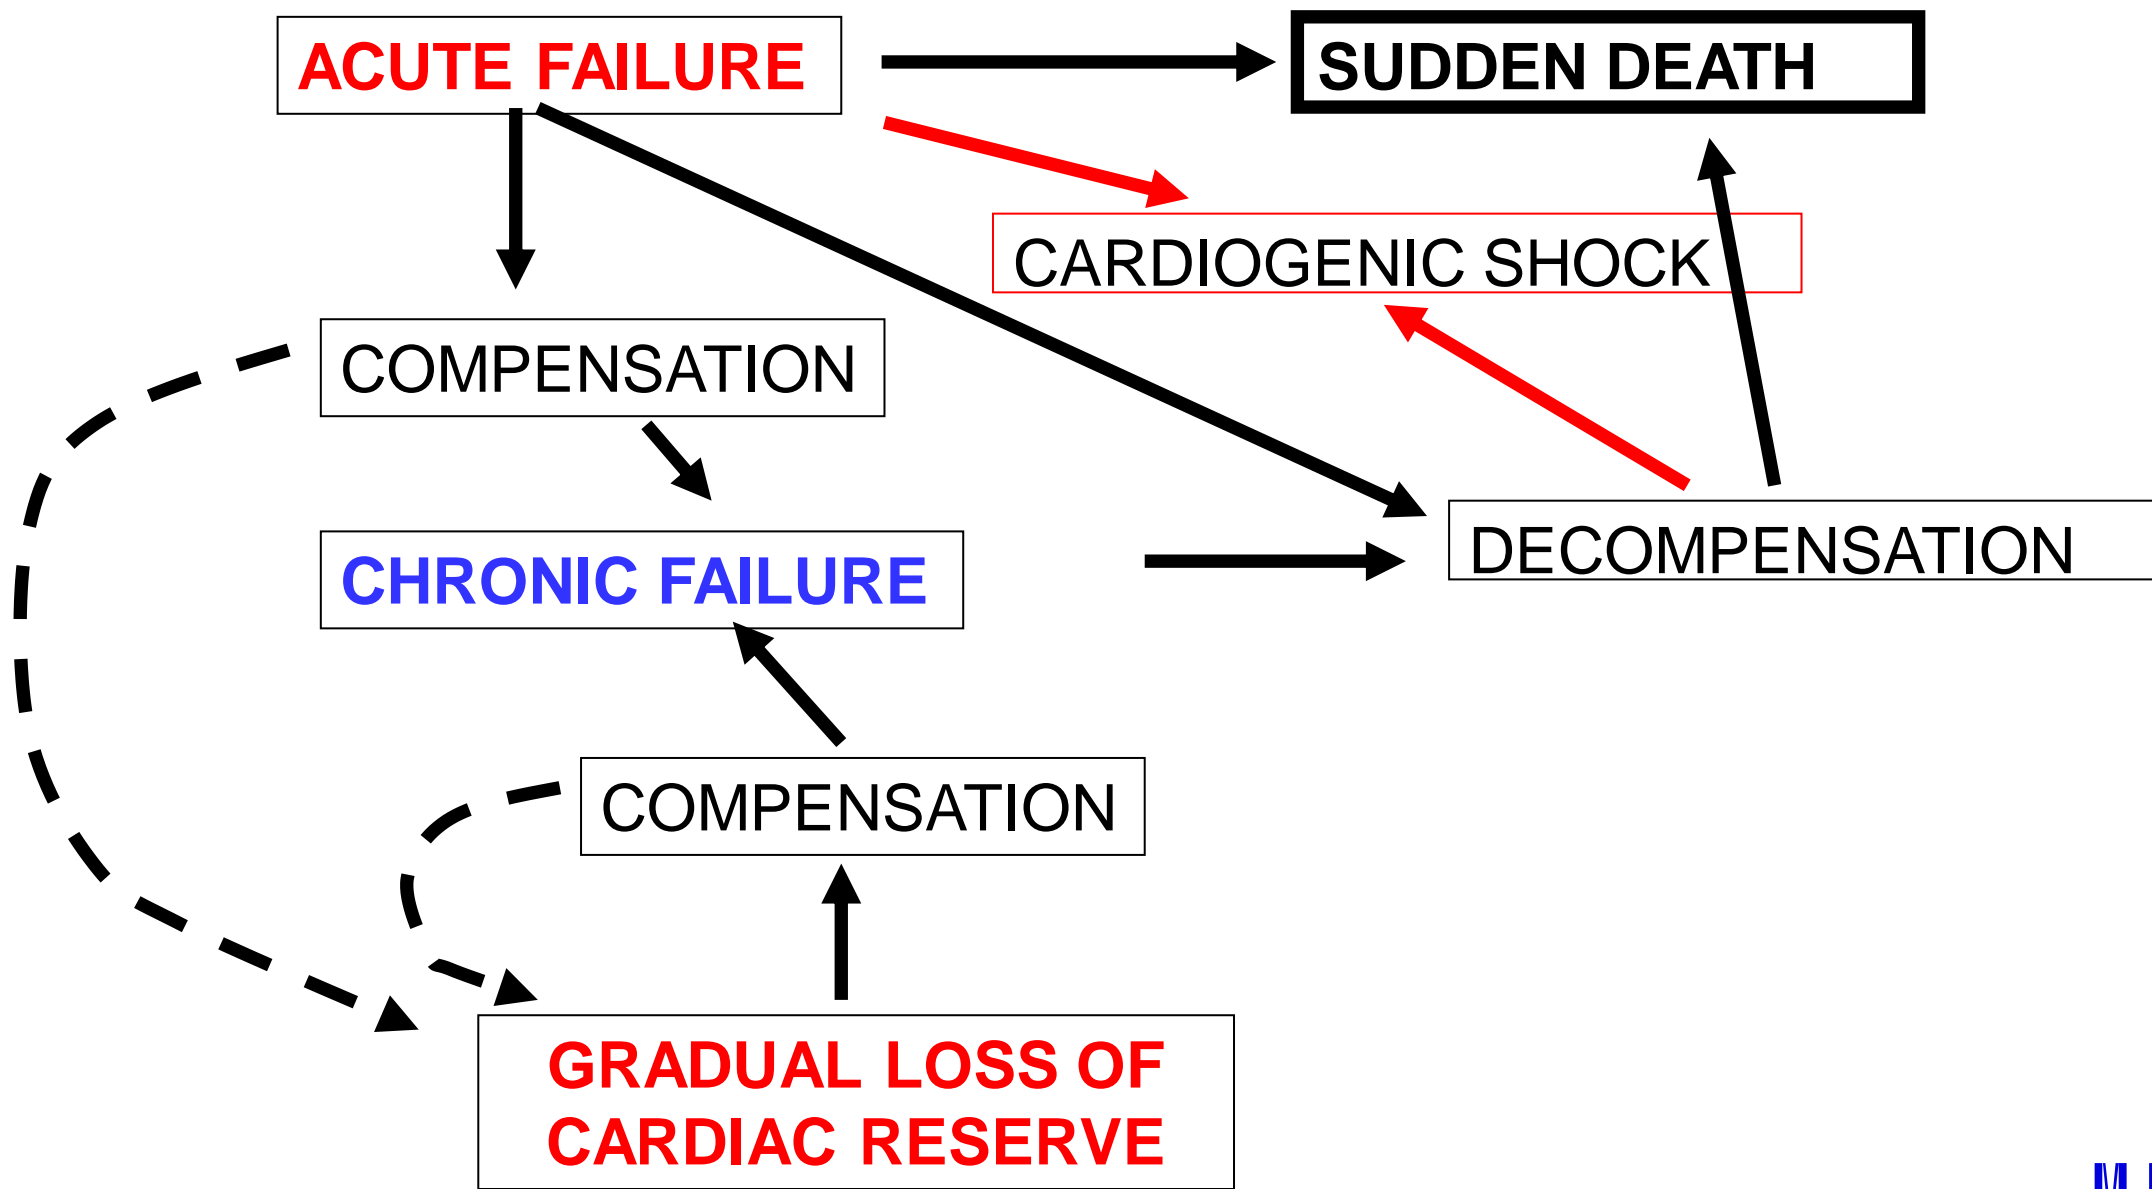 ACUTE FAILURE
SUDDEN DEATH
CARDIOGENIC SHOCK
COMPENSATION
DECOMPENSATION
CHRONIC FAILURE
COMPENSATION
GRADUAL LOSS OF
CARDIAC RESERVE